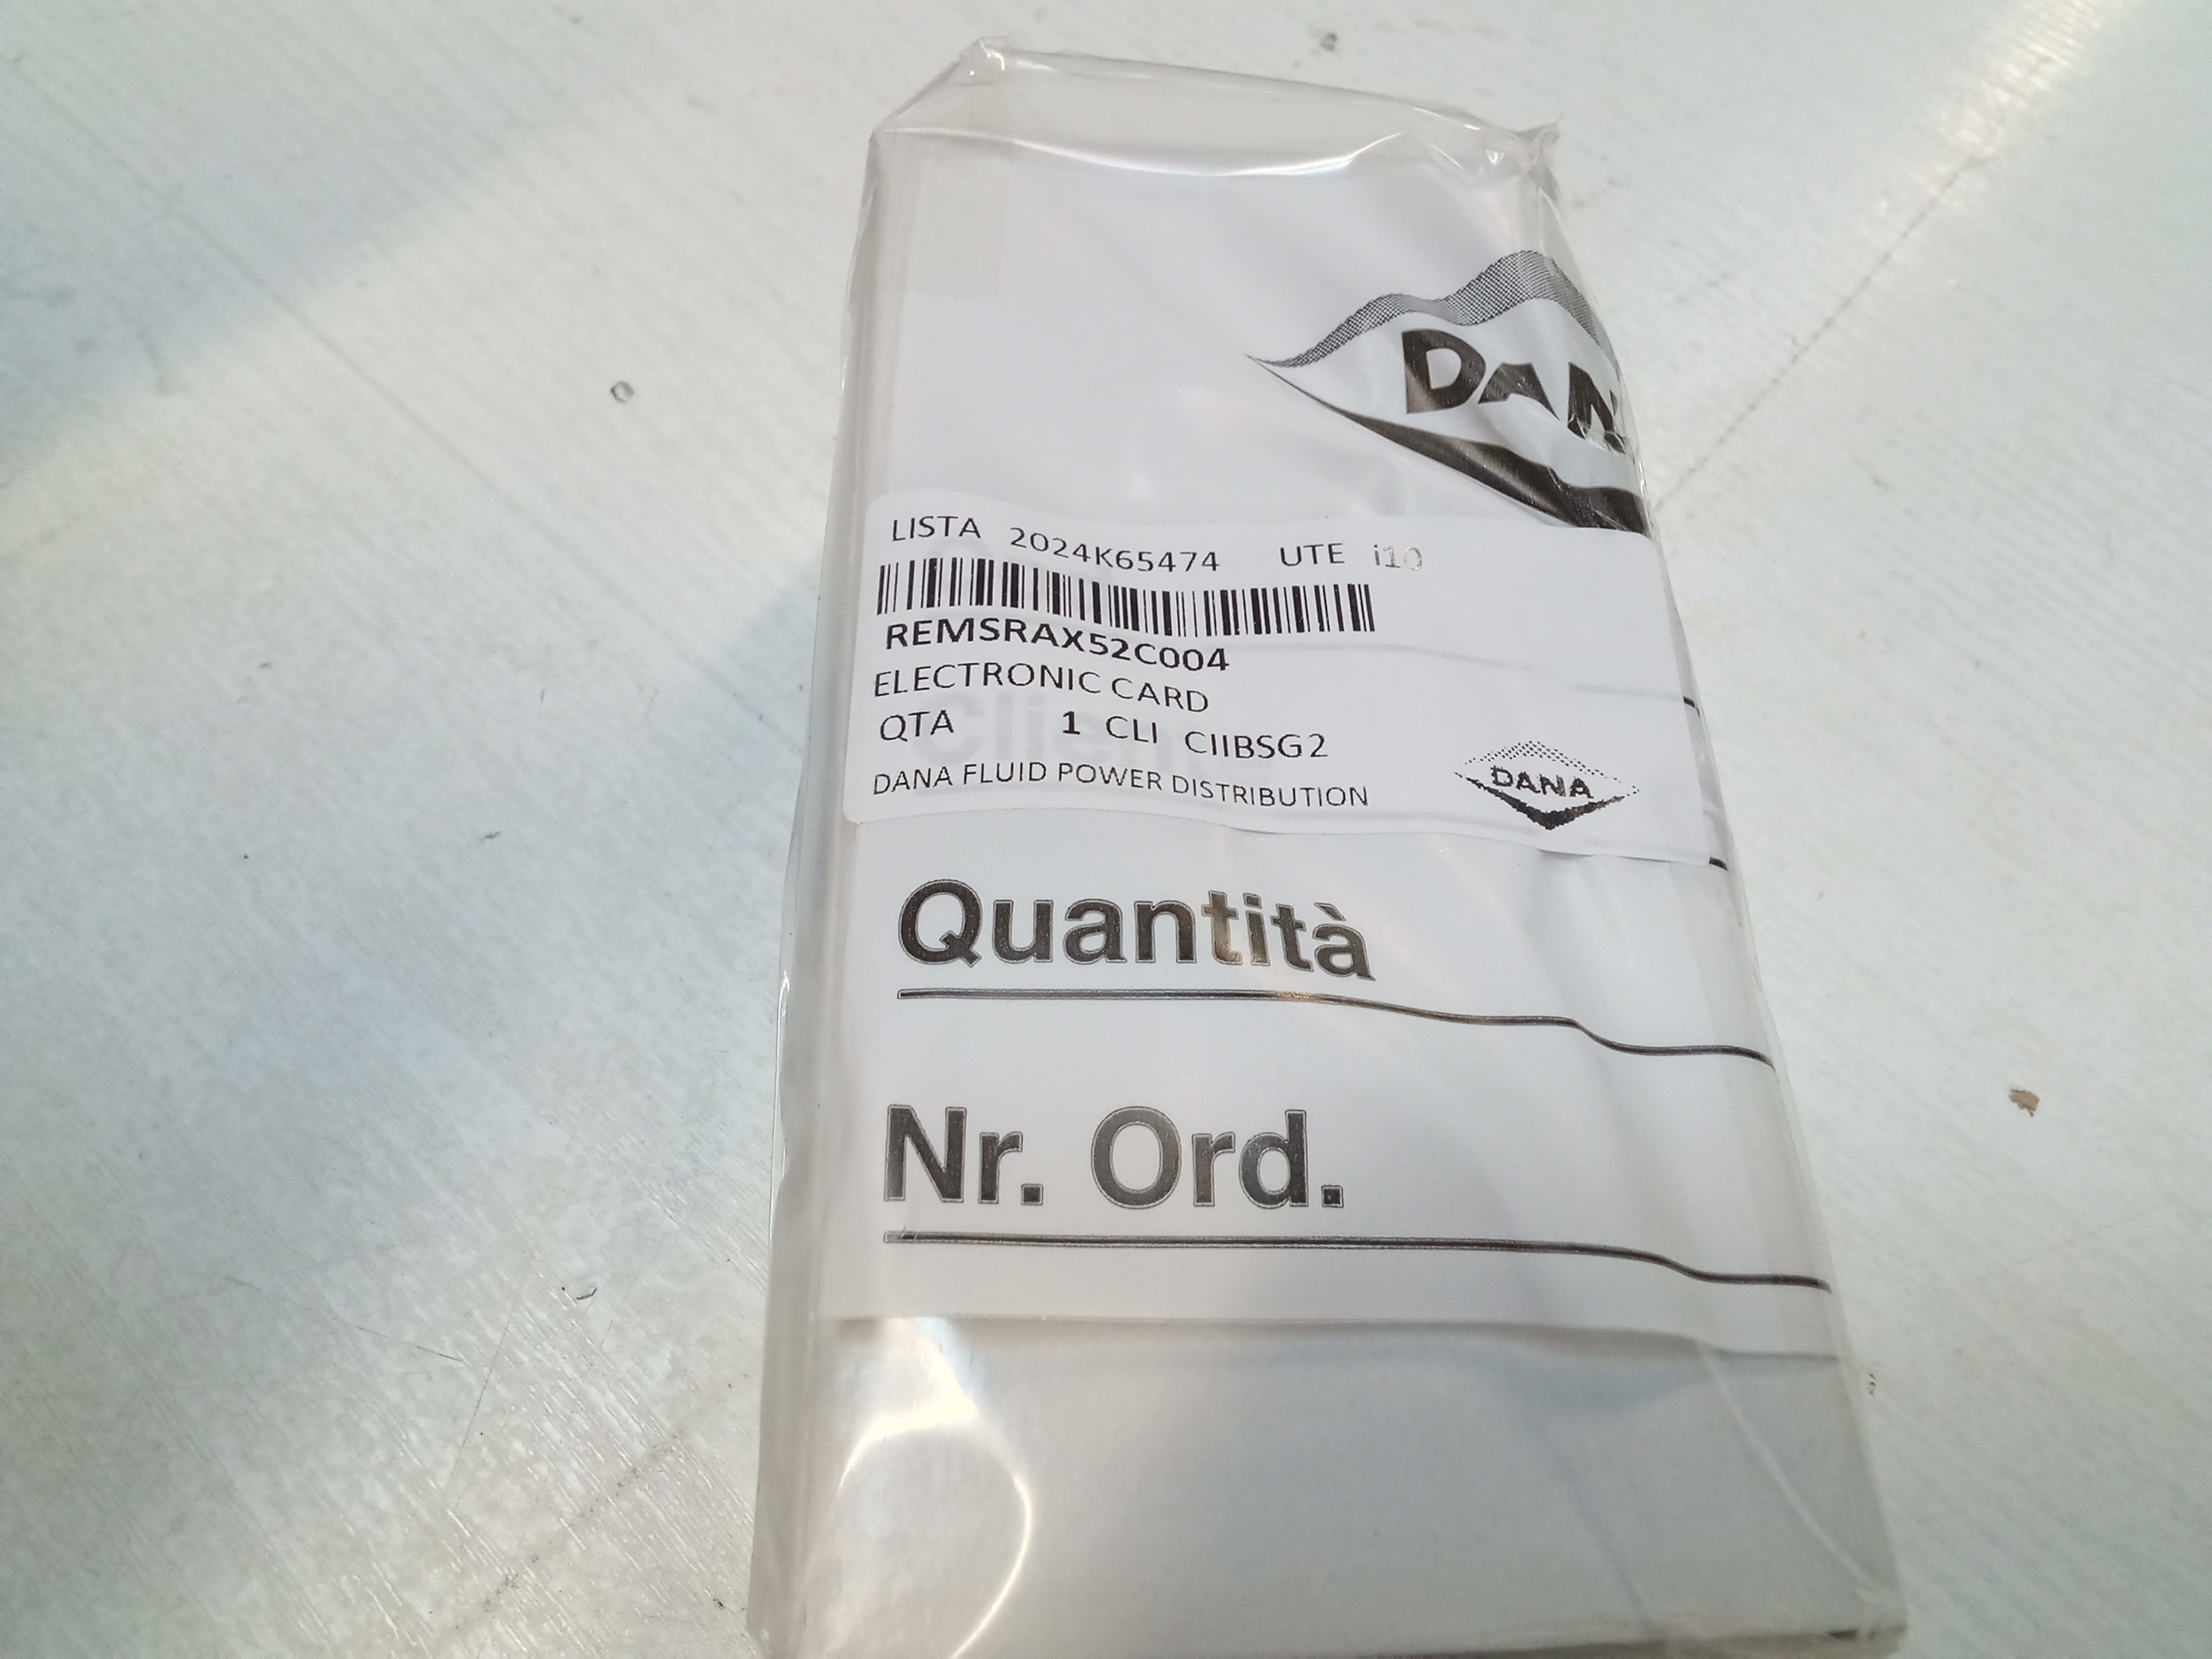 DAN
LISTA 2024K65474 UTE i10
REMSRAX52C004
ELECTRONIC CARD
QTA 1 CLI CIIBSG2
DANA FLUID POWER DISTRIBUTION
DANA
Quantità
Nr. Ord.